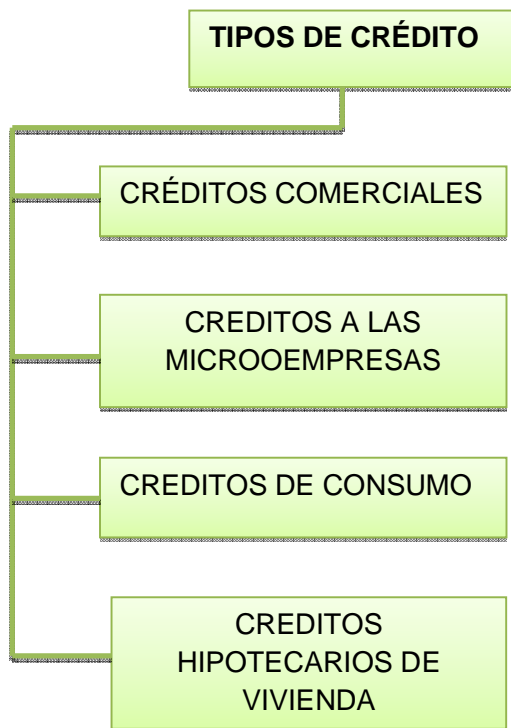 TIPOS DE CRÉDITO
CRÉDITOS COMERCIALES
CREDITOS A LAS
MICROOEMPRESAS
CREDITOS DE CONSUMO
CREDITOS
HIPOTECARIOS DE
VIVIENDA